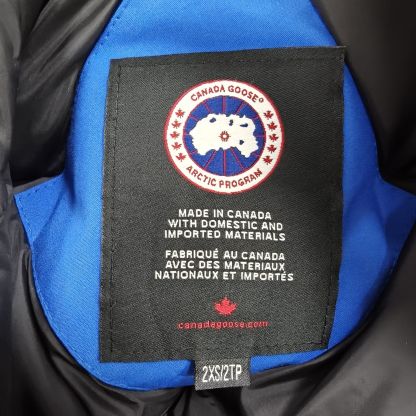 CANADA GOOSE®
ARCTIC PROGRAM
MADE IN CANADA
WITH DOMESTIC AND
IMPORTED MATERIALS
FABRIQUÉ AU CANADA
AVEC DES MATERIAUX
NATIONAUX ET IMPORTÉS
canadagoose.com
2XS/2TP